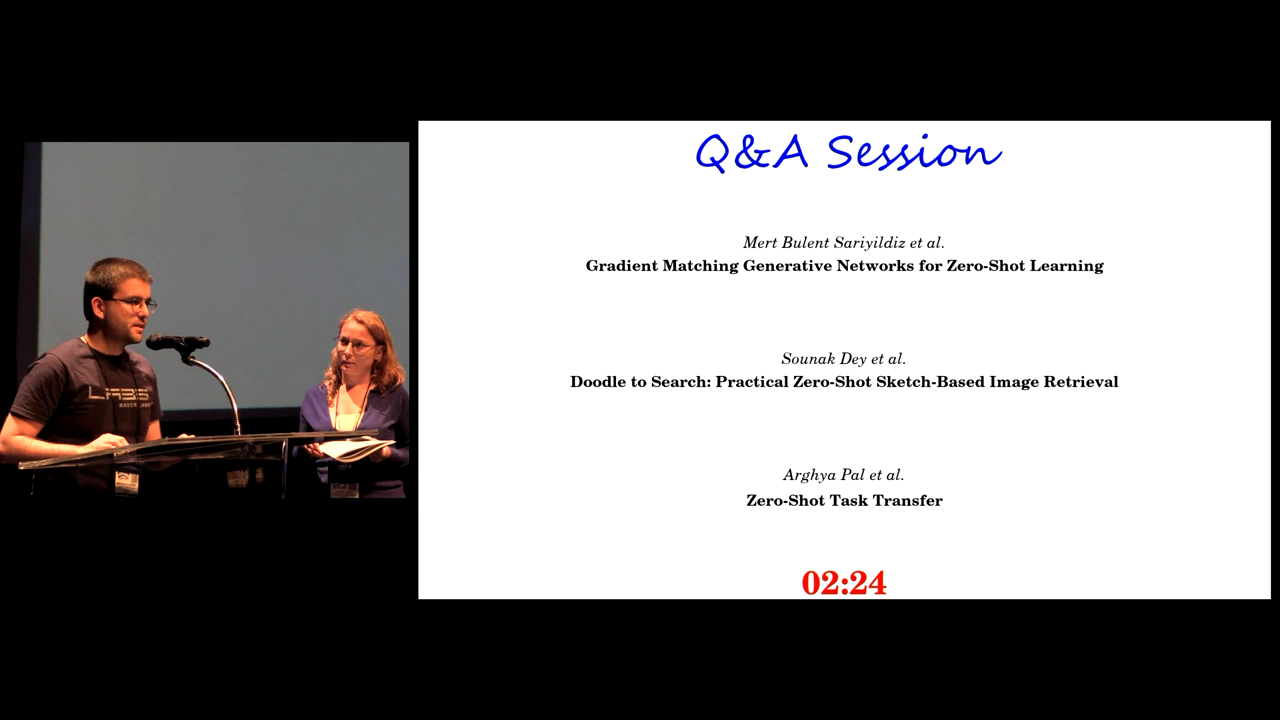 Q&A Session
Mert Bulent Sariyildiz et al.
Gradient Matching Generative Networks for Zero-Shot Learning
Sounak Dey et al.
Doodle to Search: Practical Zero-Shot Sketch-Based Image Retrieval
Arghya Pal et al.
Zero-Shot Task Transfer
02:24